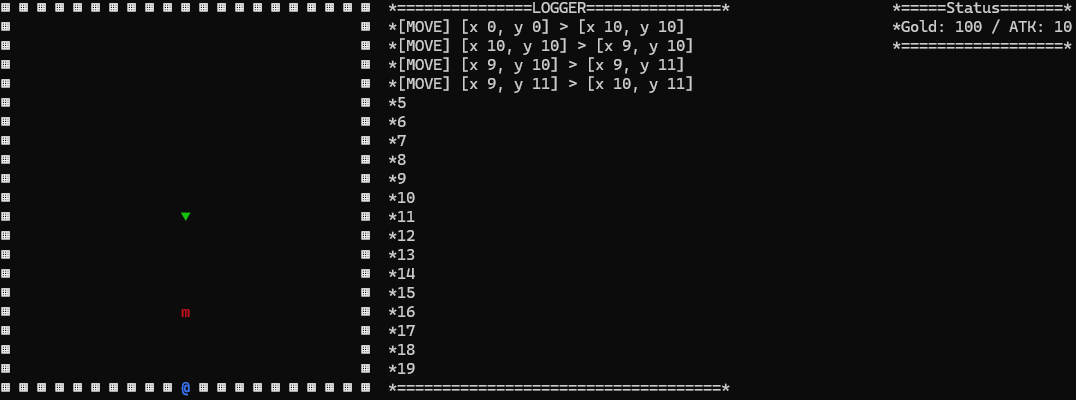 *===============LOGGER===============*
*[MOVE] [x 0, y 0] > [x 10, y 10]
*[MOVE] [x 10, y 10] > [x 9, y 10]
*[MOVE] [x 9, y 10] > [x 9, y 11]
*[MOVE] [x 9, y 11] > [x 10, y 11]
*5
*6
*7
*8
*9
*10
*11
*12
*13
*14
*15
*16
*17
*18
*19
*====================================*
*=====Status=======*
*Gold: 100 / ATK: 10
*==================*
▼
m
@